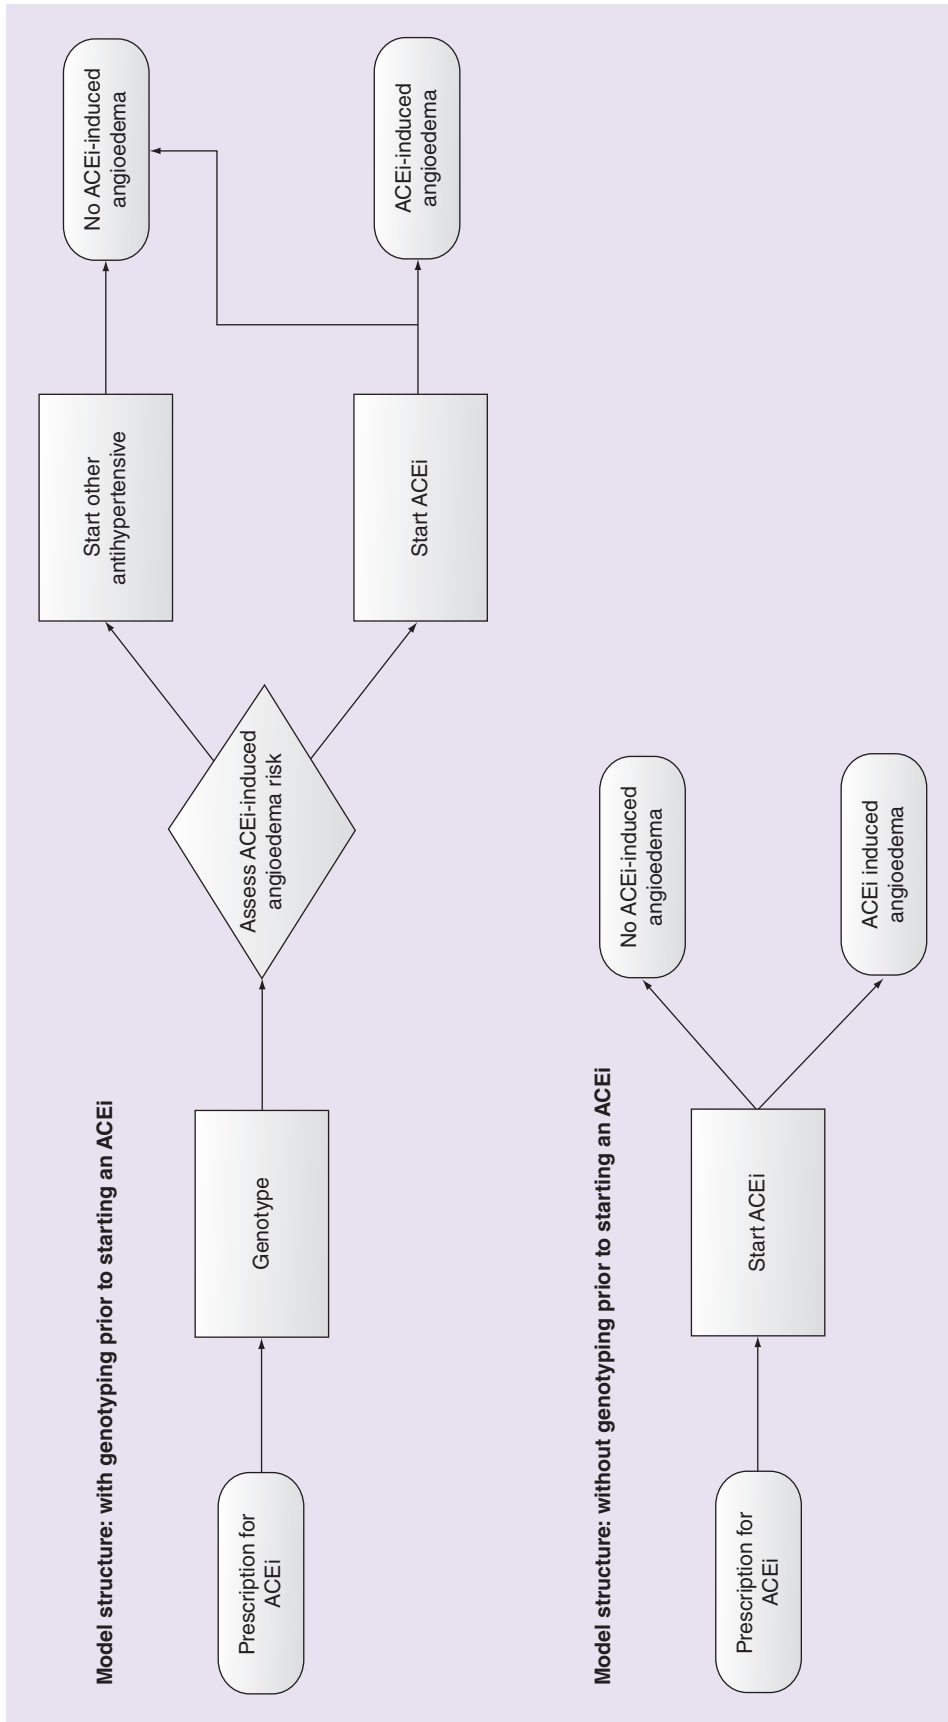 Model structure: with genotyping prior to starting an ACEi
Prescription for
ACEi
Genotype
Assess ACEi-induced
angioedema risk
Start other
antihypertensive
No ACEi-induced
angioedema
Start ACEi
ACEi-induced
angioedema
Model structure: without genotyping prior to starting an ACEi
Prescription for
ACEi
Start ACEi
No ACEi-induced
angioedema
ACEi induced
angioedema